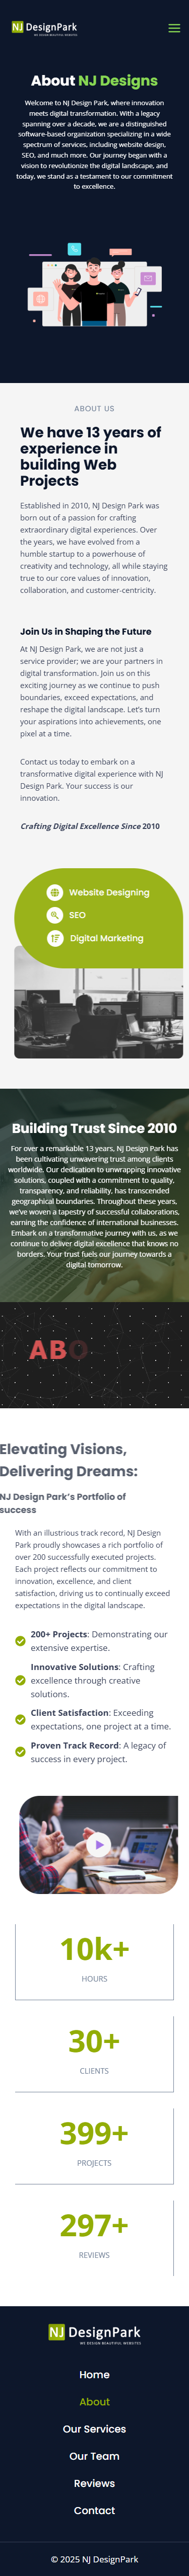 NJ DesignPark
WE DESIGN BEAUTIFUL WEBSITES
About NJ Designs
Welcome to NJ Design Park, where innovation
meets digital transformation. With a legacy
spanning over a decade, we are a distinguished
software-based organization specializing in a wide
spectrum of services, including website design,
SEO, and much more. Our journey began with a
vision to revolutionize the digital landscape, and
today, we stand as a testament to our commitment
to excellence.
ABOUT US
We have 13 years of
experience in
building Web
Projects
Established in 2010, NJ Design Park was
born out of a passion for crafting
extraordinary digital experiences. Over
the years, we have evolved from a
humble startup to a powerhouse of
creativity and technology, all while staying
true to our core values of innovation,
collaboration, and customer-centricity.
Join Us in Shaping the Future
At NJ Design Park, we are not just a
service provider; we are your partners in
digital transformation. Join us on this
exciting journey as we continue to push
boundaries, exceed expectations, and
reshape the digital landscape. Let's turn
your aspirations into achievements, one
pixel at a time.
Contact us today to embark on a
transformative digital experience with NJ
Design Park. Your success is our
innovation.
Crafting Digital Excellence Since 2010
Website Designing
SEO
Digital Marketing
Building Trust Since 2010
For over a remarkable 13 years, NJ Design Park has
been cultivating unwavering trust among clients
worldwide. Our dedication to unwrapping innovative
solutions, coupled with a commitment to quality,
transparency, and reliability, has transcended
geographical boundaries. Throughout these years,
we've woven a tapestry of successful collaborations,
earning the confidence of international businesses.
Embark on a transformative journey with us, as we
continue to deliver digital excellence that knows no
borders. Your trust fuels our journey towards a
digital tomorrow.
ABO
Elevating Visions,
Delivering Dreams:
NJ Design Park's Portfolio of
success
With an illustrious track record, NJ Design
Park proudly showcases a rich portfolio of
over 200 successfully executed projects.
Each project reflects our commitment to
innovation, excellence, and client
satisfaction, driving us to continually exceed
expectations in the digital landscape.
200+ Projects: Demonstrating our
extensive expertise.
Innovative Solutions: Crafting
excellence through creative
solutions.
Client Satisfaction: Exceeding
expectations, one project at a time.
Proven Track Record: A legacy of
success in every project.
10k+
HOURS
30+
CLIENTS
399+
PROJECTS
297+
REVIEWS
NJ DesignPark
WE DESIGN BEAUTIFUL WEBSITES
Home
About
Our Services
Our Team
Reviews
Contact
© 2025 NJ DesignPark